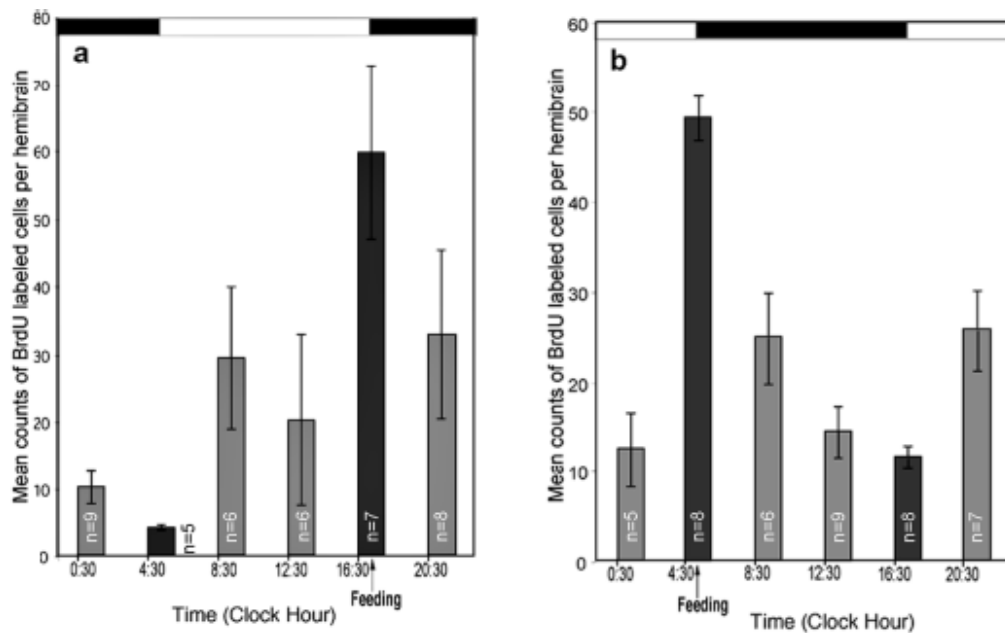 a
Mean counts of BrdU labeled cells per hemibrain
80
70
60
50
40
30
20
10
0
n=9
n=5
n=6
n=6
n=7
n=8
0:30
4:30
8:30
12:30
16:30
20:30
Feeding
Time (Clock Hour)
b
Mean counts of BrdU labeled cells per hemibrain
60
50
40
30
20
10
0
n=5
n=8
n=6
n=9
n=8
n=7
0:30
4:30
8:30
12:30
16:30
20:30
Feeding
Time (Clock Hour)